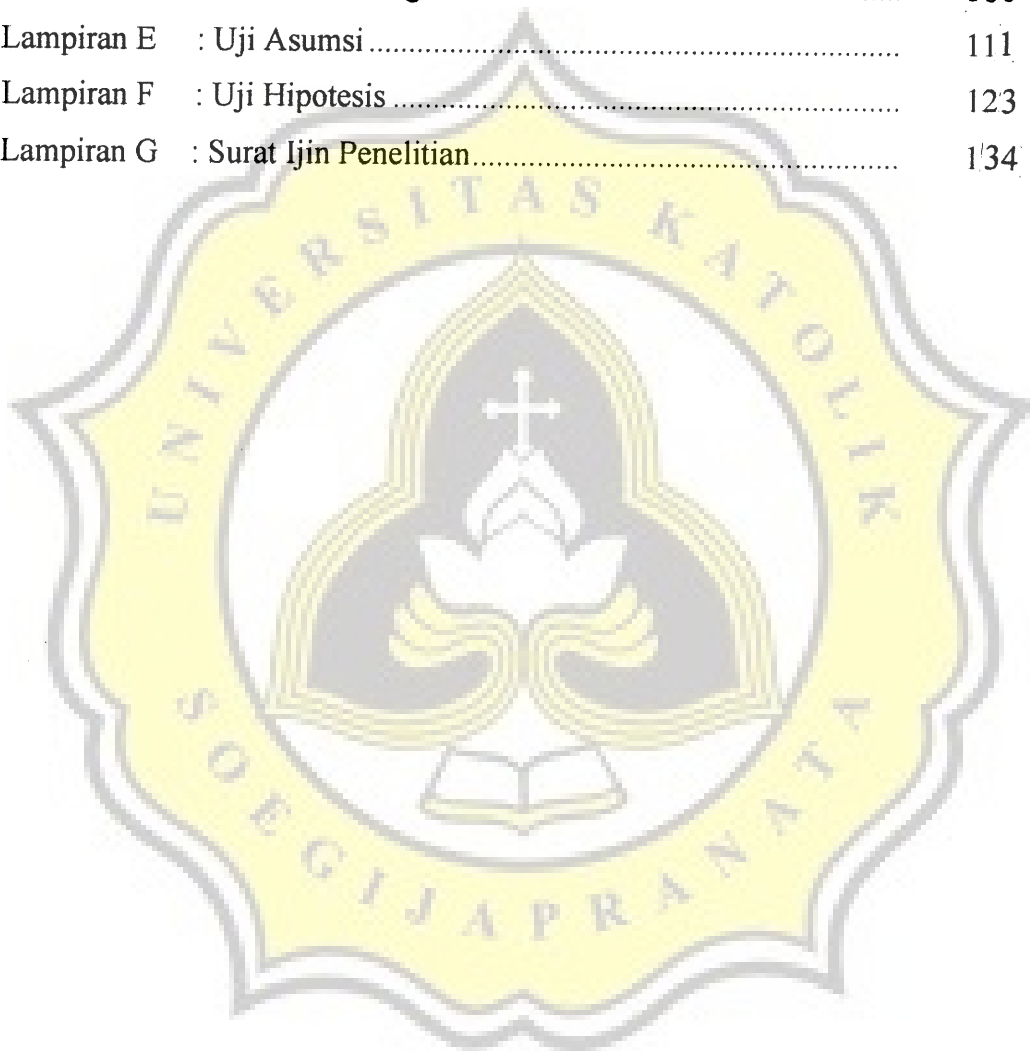 Lampiran E : Uji Asumsi ........................................................................ 111
Lampiran F : Uji Hipotesis ..................................................................... 123
Lampiran G : Surat Ijin Penelitian.......................................................... 134
UNIVERSITAS KATOLIK
SOEGIJAPRANATA